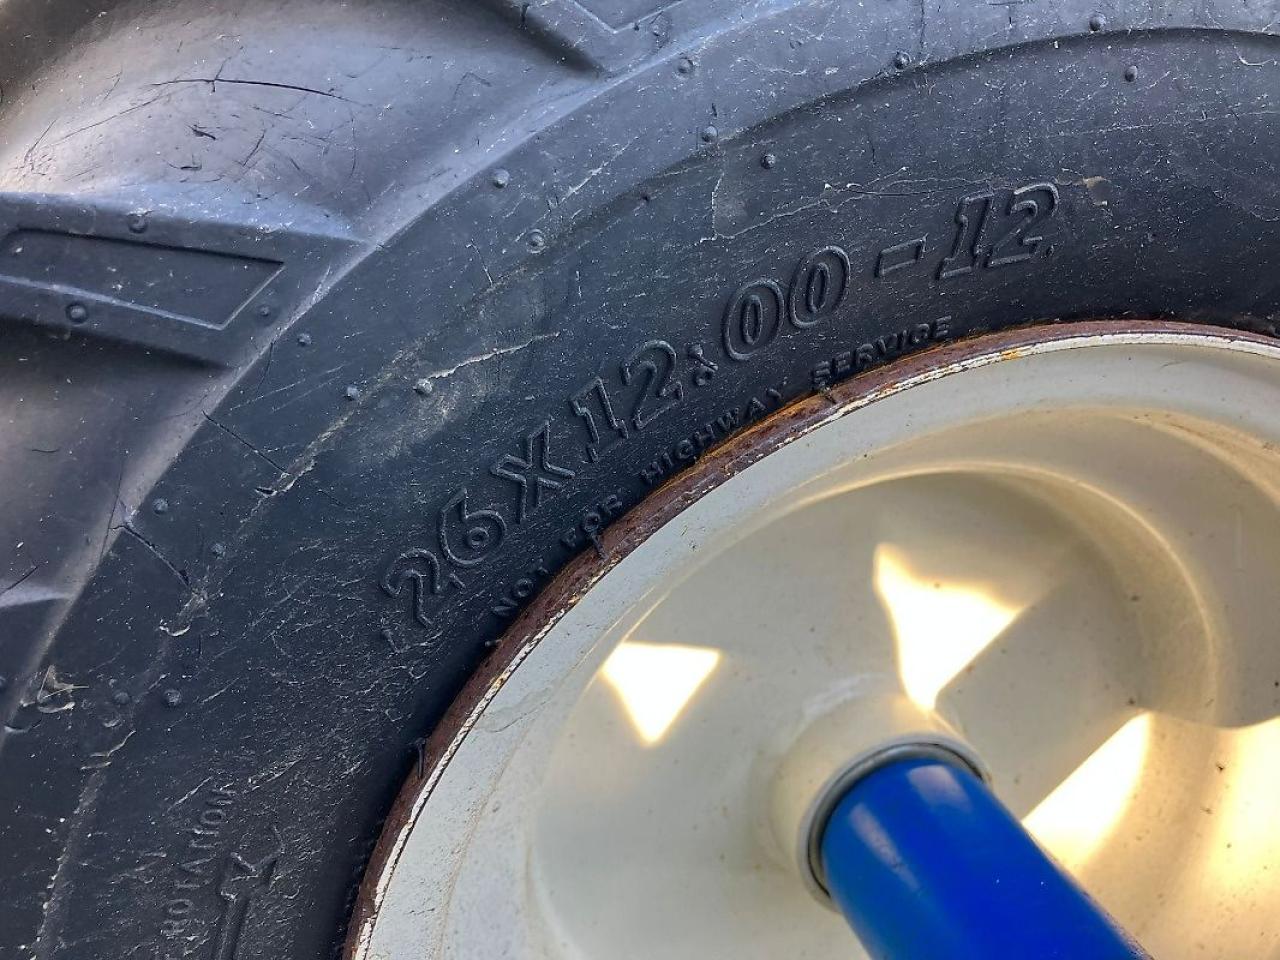 26X12.00-12
NOT FOR HIGHWAY SERVICE
ROTATION